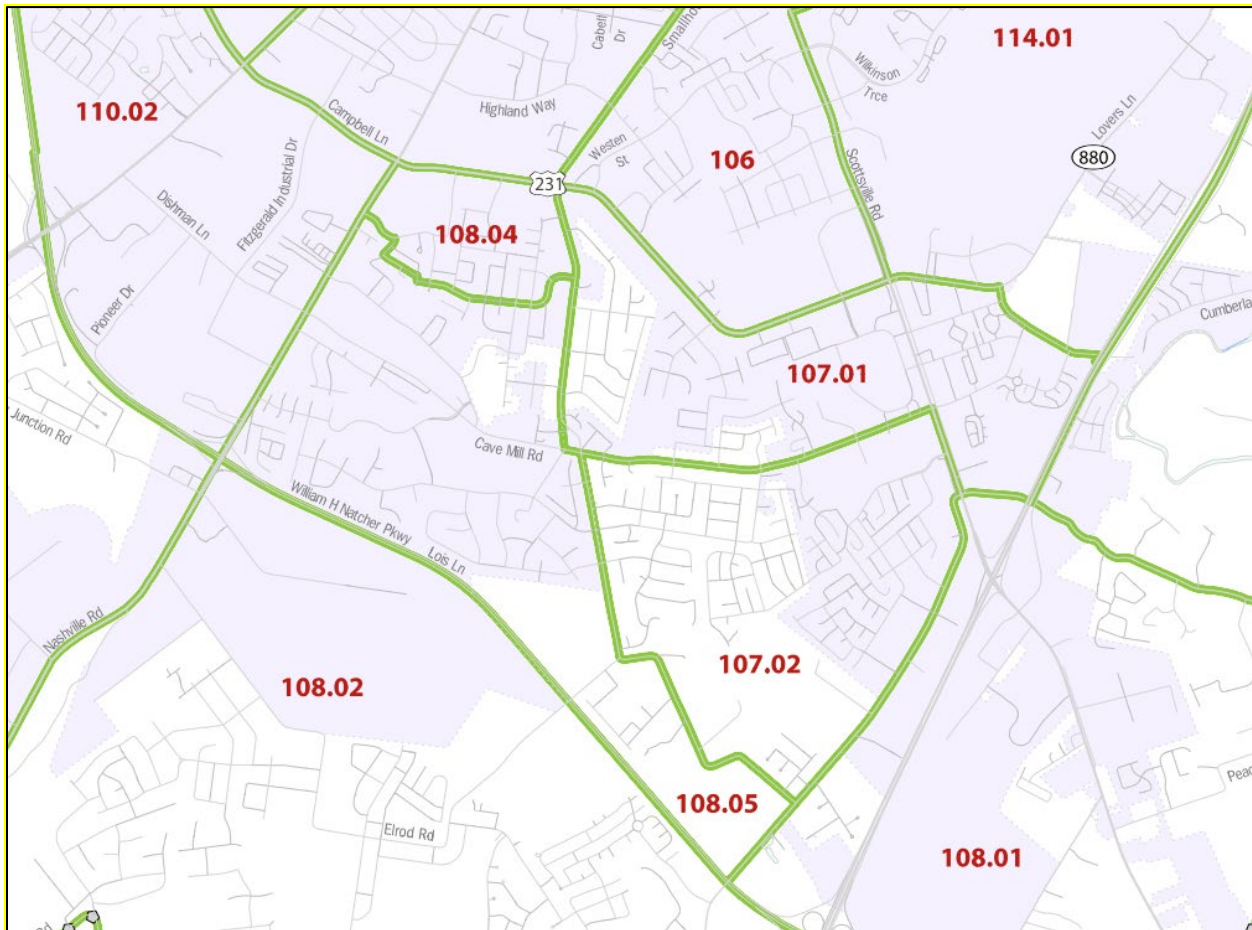 Cabell
Dr
Smallho
114.01
Wilkinson
Trce
110.02
Highland Way
Campbell Ln
Lovers Ln
Westen
St
106
880
Fitzgerald Industrial Dr
Scottsville Rd
231
Dishman Ln
108.04
Pioneer Dr
Cumberla
107.01
Junction Rd
Cave Mill Rd
William H Natcher Pkwy
Lois Ln
Nashville Rd
107.02
108.02
Peac
108.05
Elrod Rd
108.01
Rd